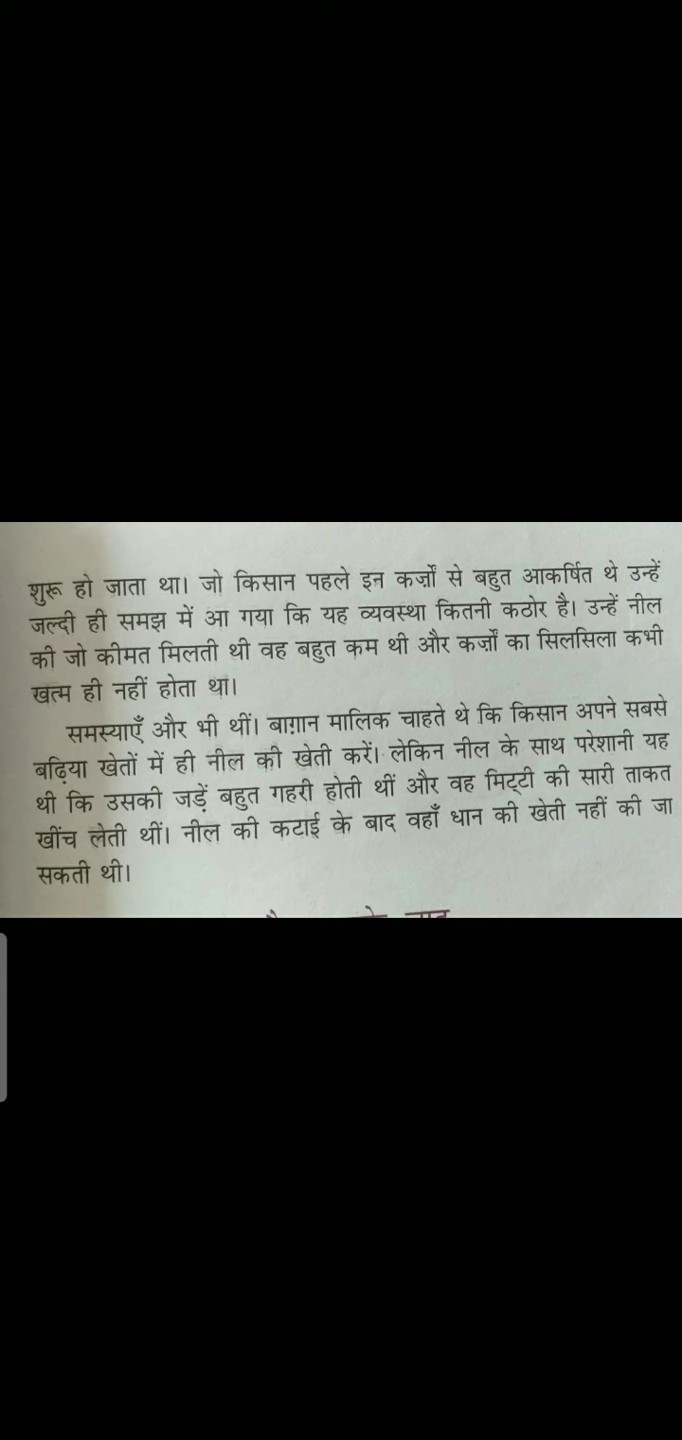 शुरू हो जाता था। जो किसान पहले इन कर्ज़ों से बहुत आकर्षित थे उन्हें
जल्दी ही समझ में आ गया कि यह व्यवस्था कितनी कठोर है। उन्हें नील
की जो कीमत मिलती थी वह बहुत कम थी और कर्ज़ों का सिलसिला कभी
खत्म ही नहीं होता था।
समस्याएँ और भी थीं। बाग़ान मालिक चाहते थे कि किसान अपने सबसे
बढ़िया खेतों में ही नील की खेती करें। लेकिन नील के साथ परेशानी यह
थी कि उसकी जड़ें बहुत गहरी होती थीं और वह मिट्टी की सारी ताकत
खींच लेती थीं। नील की कटाई के बाद वहाँ धान की खेती नहीं की जा
सकती थी।